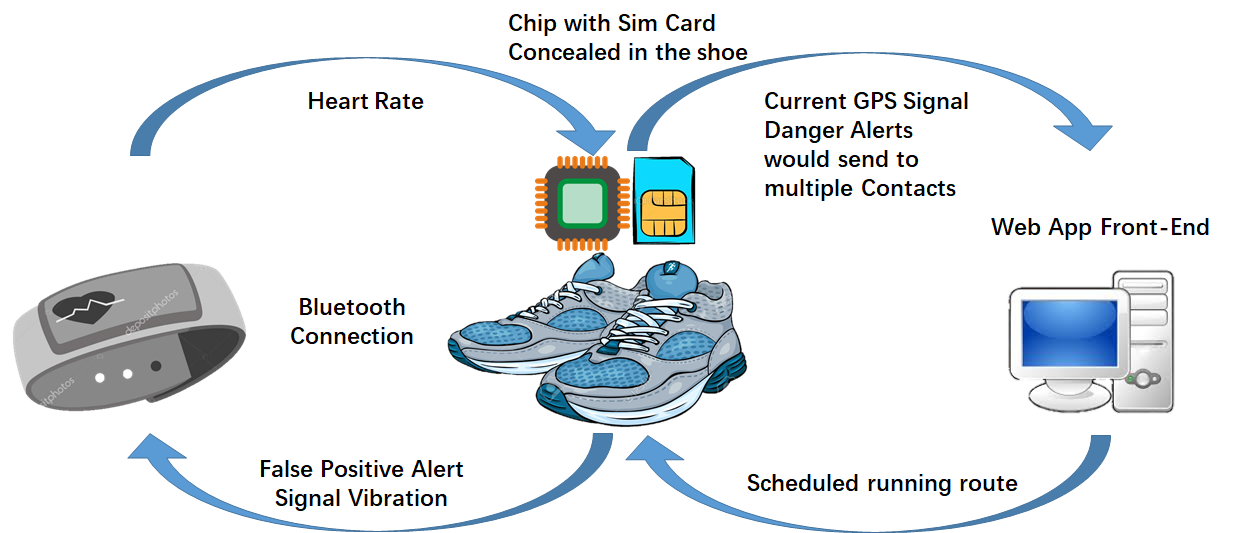 Chip with Sim Card
Concealed in the shoe
Heart Rate
Current GPS Signal
Danger Alerts
would send to
multiple Contacts
Web App Front-End
depositphotos
Bluetooth
Connection
False Positive Alert
Signal Vibration
Scheduled running route